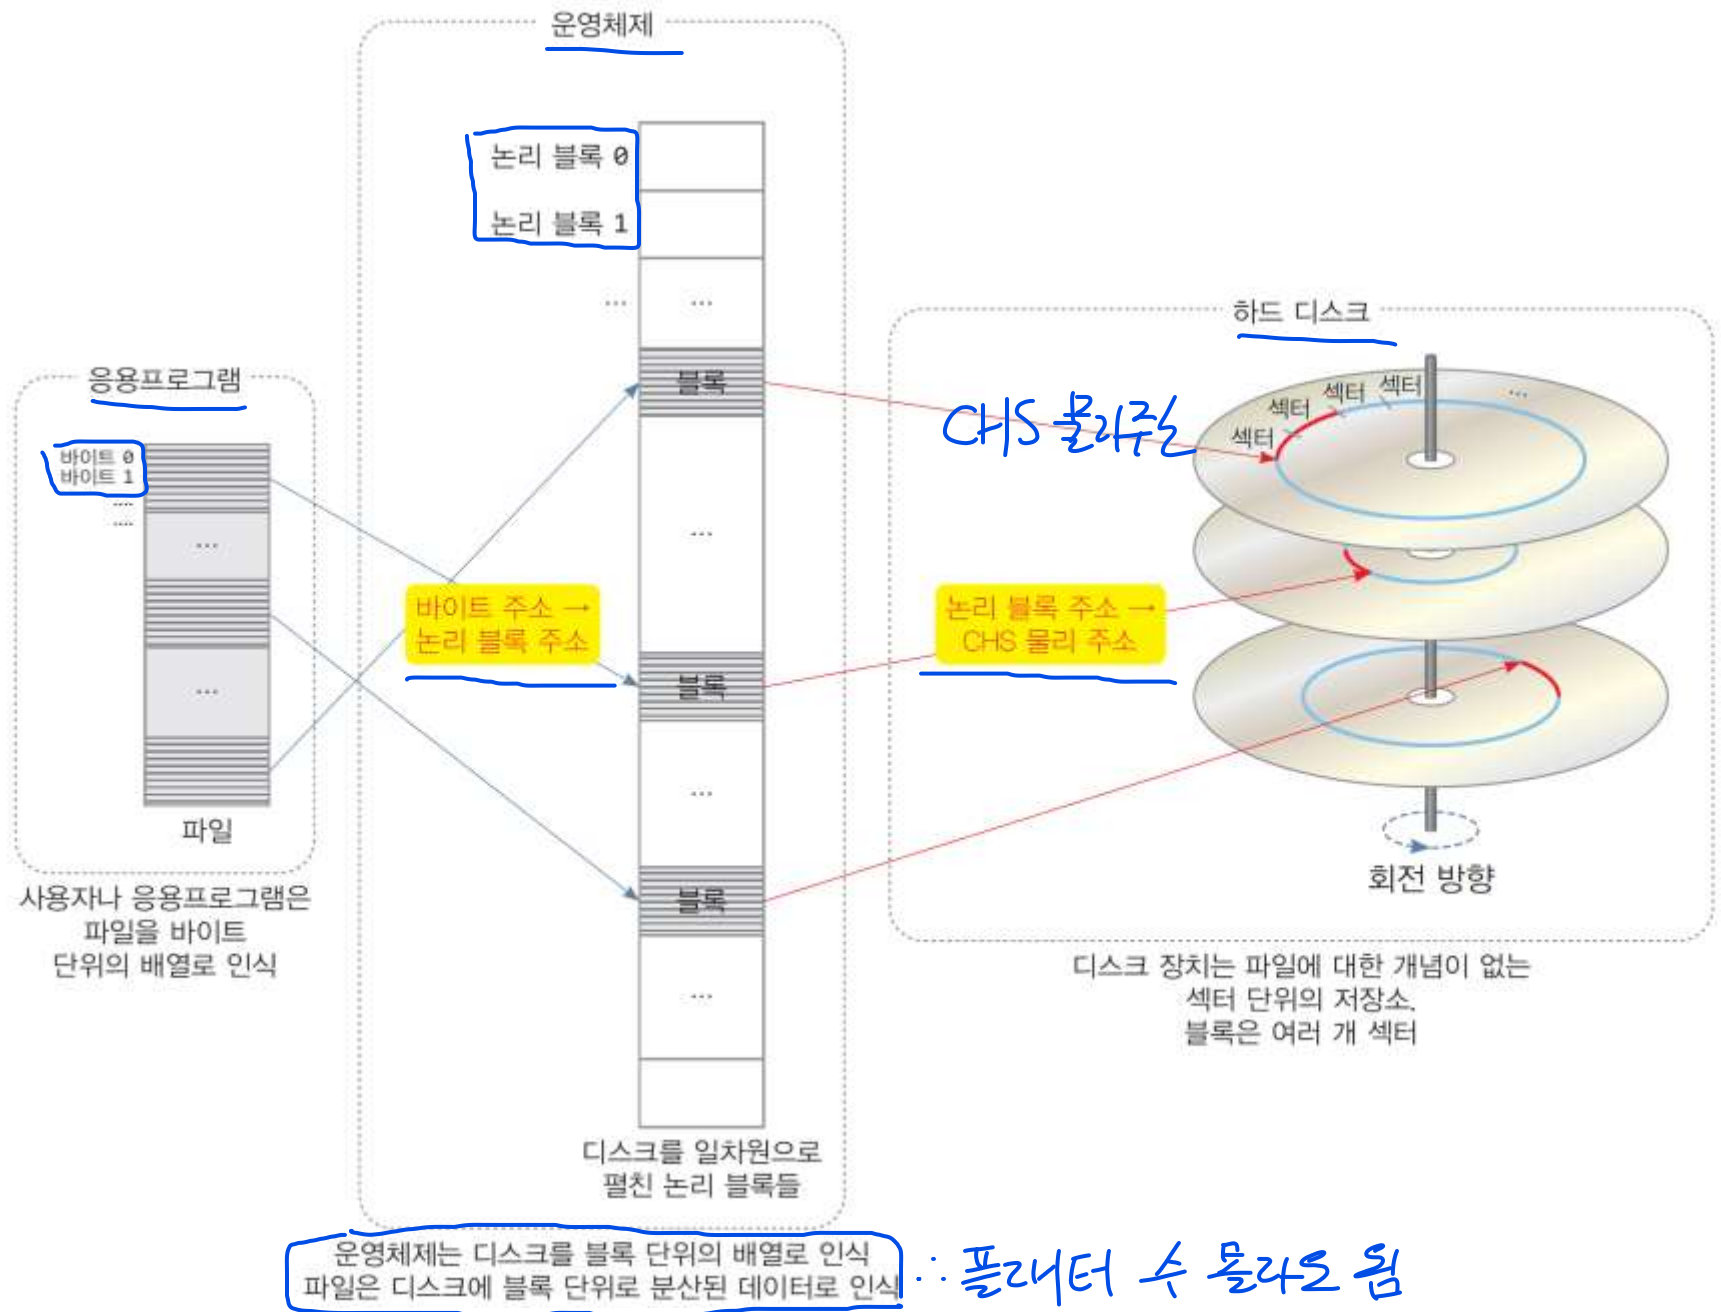 운영체제
논리 블록 0
논리 블록 1
...
...
블록
...
블록
...
블록
...
디스크를 일차원으로
펼친 논리 블록들
운영체제는 디스크를 블록 단위의 배열로 인식
파일은 디스크에 블록 단위로 분산된 데이터로 인식
∴ 플래터 수 몰라도 됨
응용프로그램
바이트 0
바이트 1
....
....
...
...
파일
사용자나 응용프로그램은
파일을 바이트
단위의 배열로 인식
바이트 주소 →
논리 블록 주소
하드 디스크
CHS 물리주소
섹터
섹터
섹터
섹터
...
논리 블록 주소 →
CHS 물리 주소
회전 방향
디스크 장치는 파일에 대한 개념이 없는
섹터 단위의 저장소.
블록은 여러 개 섹터